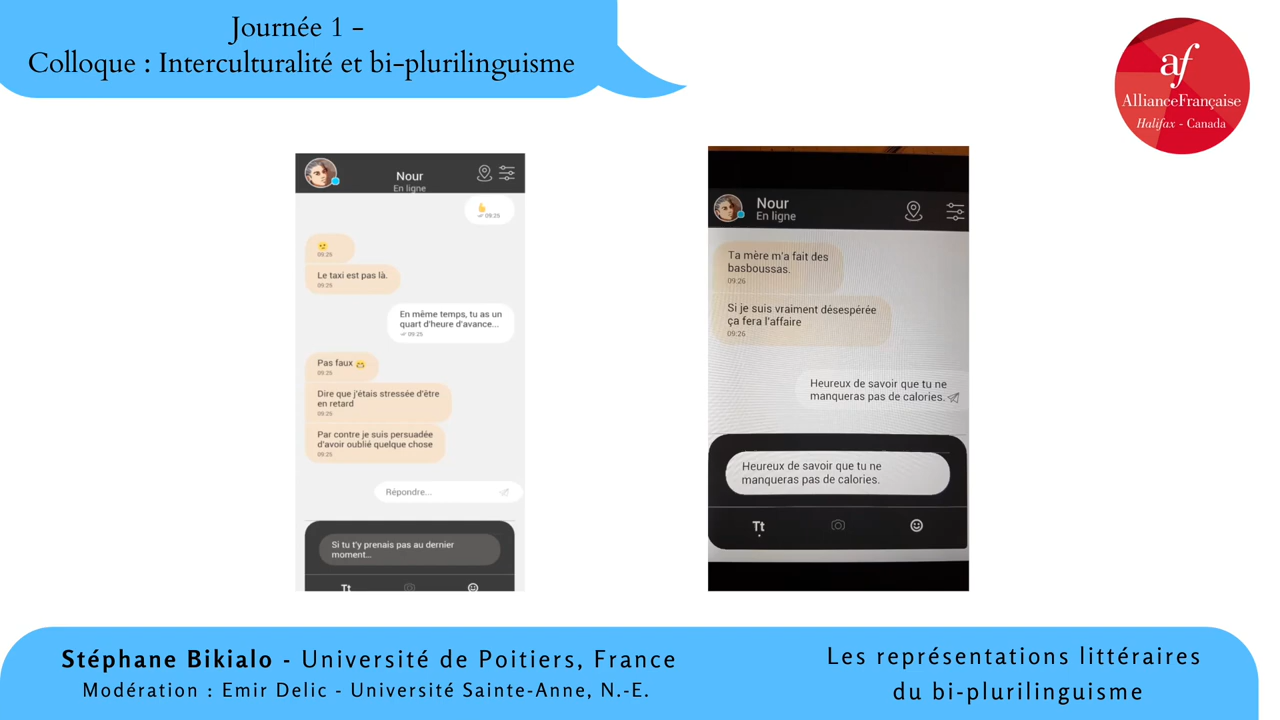 Journée 1 -
Colloque : Interculturalité et bi-plurilinguisme
af
AllianceFrançaise
Halifax - Canada
Nour
En ligne
09:26
09:25
Le taxi est pas là.
09:25
En même temps, tu as un
quart d'heure d'avance...
09:25
Pas faux
09:25
Dire que j'étais stressée d'être
en retard
09:25
Par contre je suis persuadée
d'avoir oublié quelque chose
09:25
Répondre...
Si tu t'y prenais pas au dernier
moment...
Tt
Nour
En ligne
Ta mère m'a fait des
basboussas.
09:26
Si je suis vraiment désespérée
ça fera l'affaire
09:26
Heureux de savoir que tu ne
manqueras pas de calories.
Heureux de savoir que tu ne
manqueras pas de calories.
Tt
Stéphane Bikialo - Université de Poitiers, France
Modération : Emir Delic - Université Sainte-Anne, N.-E.
Les représentations littéraires
du bi-plurilinguisme